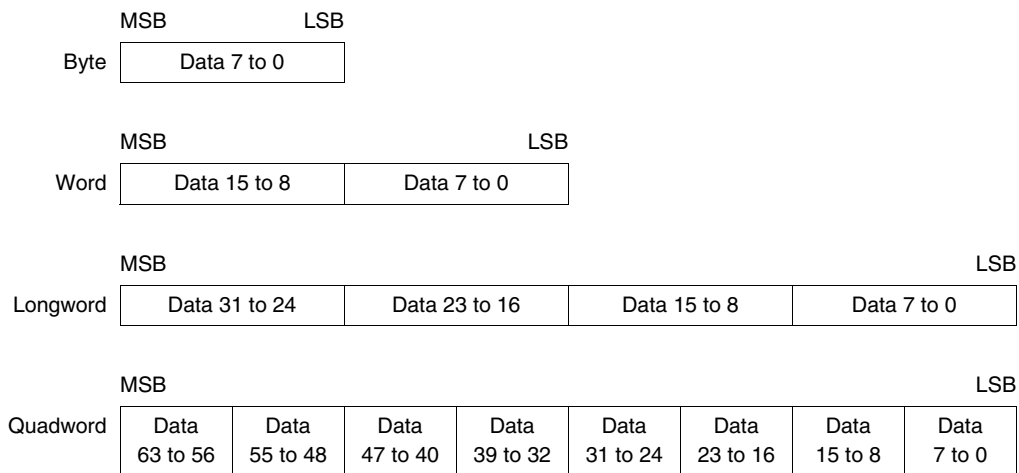 MSB LSB
Byte Data 7 to 0
MSB LSB
Word Data 15 to 8 Data 7 to 0
MSB LSB
Longword Data 31 to 24 Data 23 to 16 Data 15 to 8 Data 7 to 0
MSB LSB
Quadword Data Data Data Data Data Data Data Data
63 to 56 55 to 48 47 to 40 39 to 32 31 to 24 23 to 16 15 to 8 7 to 0